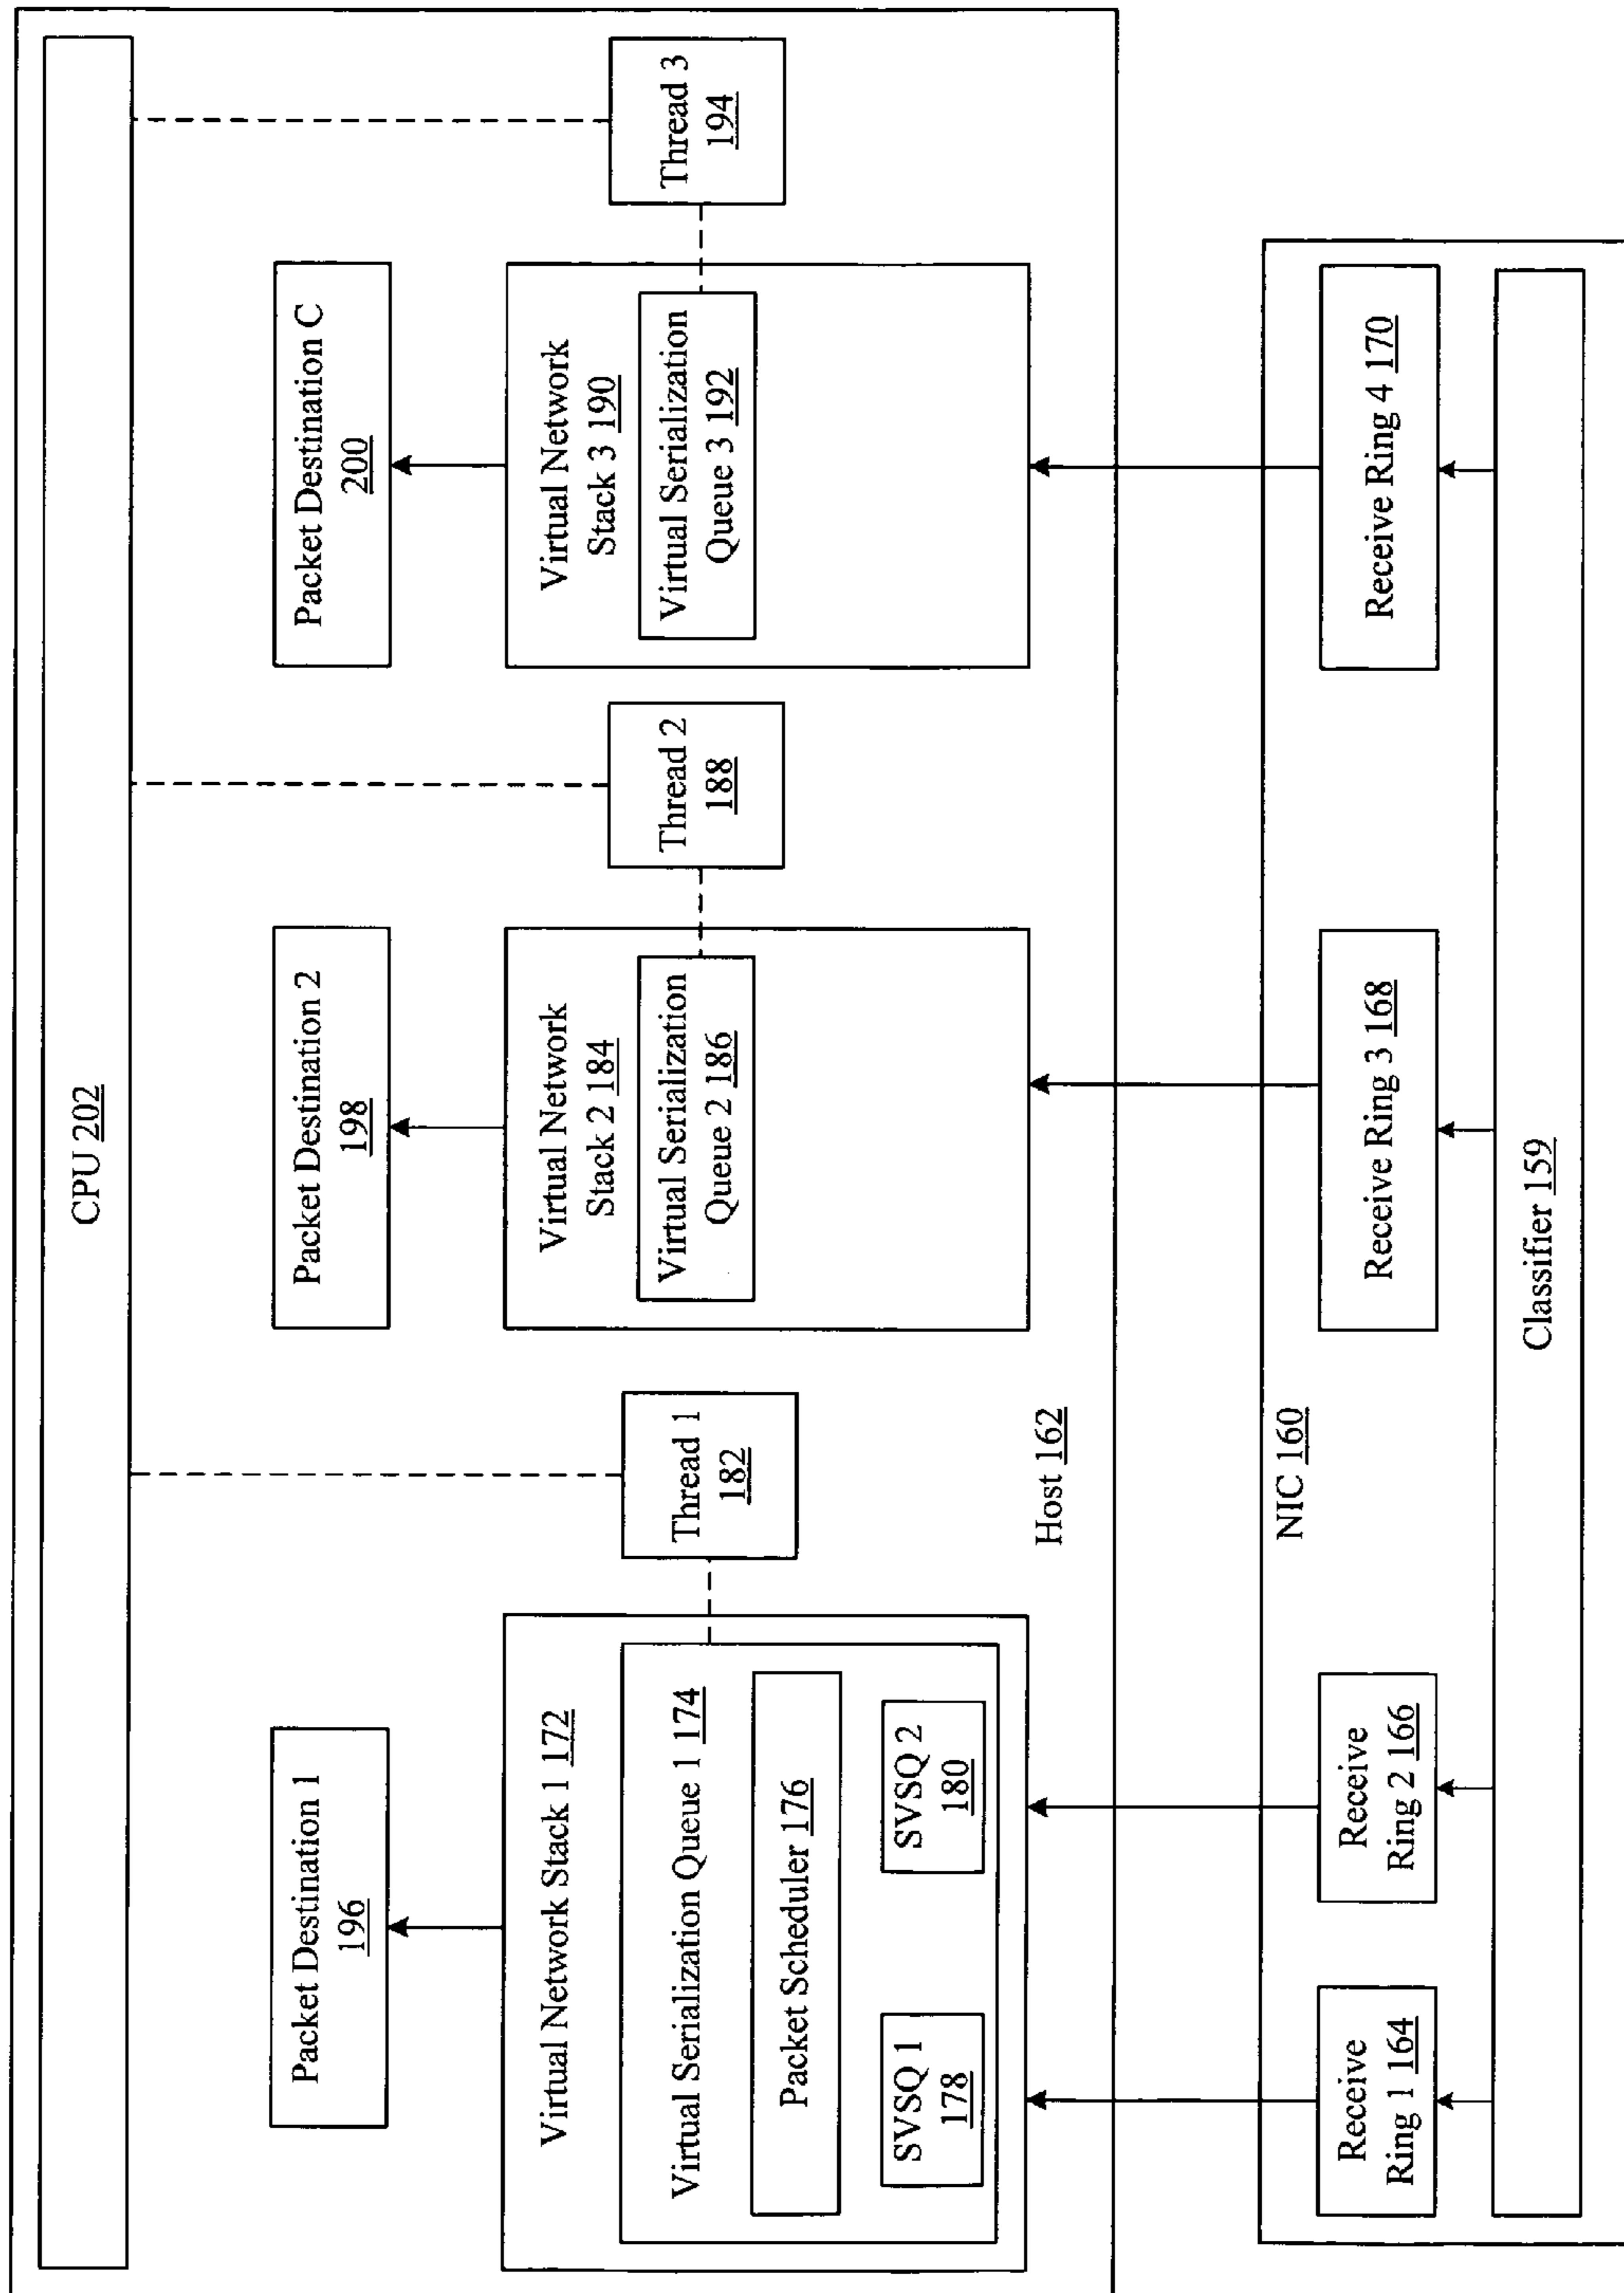 CPU 202
Packet Destination 1
196
Packet Destination 2
198
Packet Destination C
200
Virtual Network Stack 1 172
Virtual Serialization Queue 1 174
Packet Scheduler 176
SVSQ 1
178
SVSQ 2
180
Thread 1
182
Virtual Network
Stack 2 184
Virtual Serialization
Queue 2 186
Thread 2
188
Virtual Network
Stack 3 190
Virtual Serialization
Queue 3 192
Thread 3
194
Host 162
NIC 160
Receive
Ring 1 164
Receive
Ring 2 166
Receive Ring 3 168
Receive Ring 4 170
Classifier 159